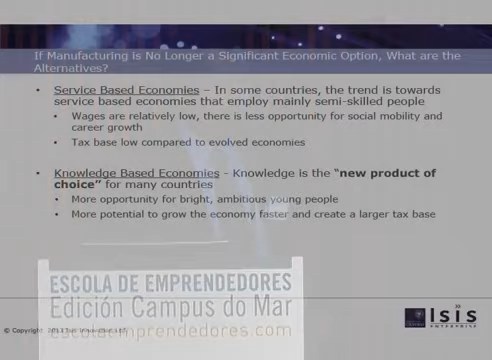 If Manufacturing is No Longer a Significant Economic Option, What are the
Alternatives?
• Service Based Economies – In some countries, the trend is towards
service based economies that employ mainly semi-skilled people
• Wages are relatively low, there is less opportunity for social mobility and
career growth
• Tax base low compared to evolved economies
• Knowledge Based Economies - Knowledge is the "new product of
choice" for many countries
• More opportunity for bright, ambitious young people
• More potential to grow the economy faster and create a larger tax base
ESCOLA DE EMPRENDEDORES
Edición Campus do Mar
escolaemprendedores.com
Isis
ENTERPRISE
© Copyright 2011 Isis Innovation Ltd